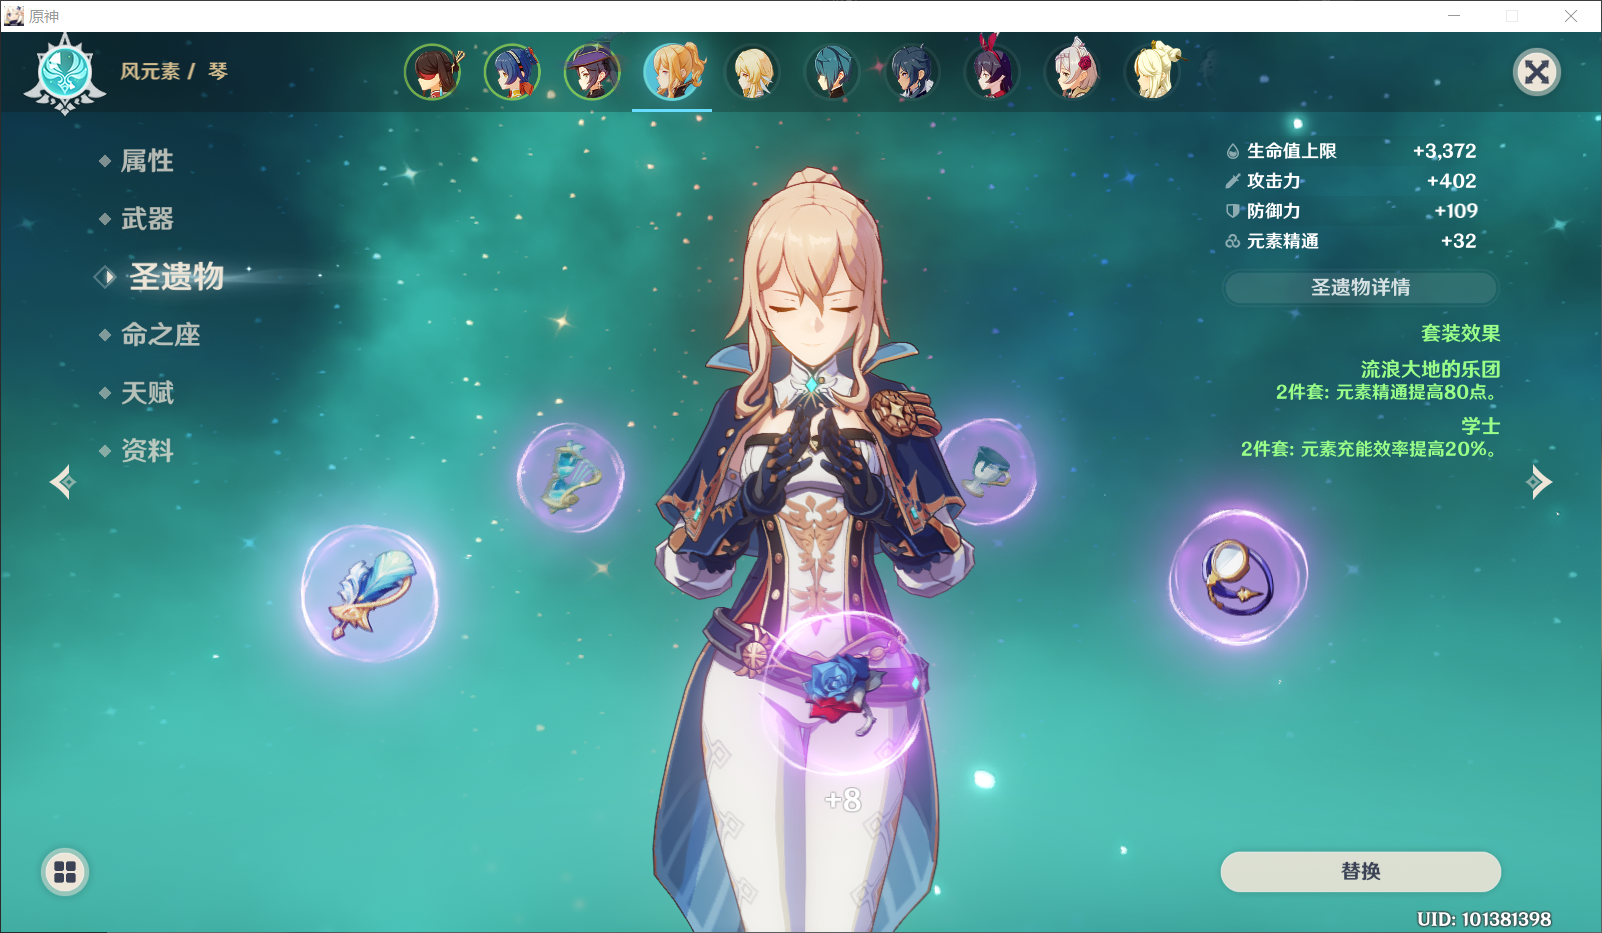 原神
风元素 / 琴
属性
武器
圣遗物
命之座
天赋
资料
生命值上限 +3,372
攻击力 +402
防御力 +109
元素精通 +32
圣遗物详情
套装效果
流浪大地的乐团
2件套: 元素精通提高80点。
学士
2件套: 元素充能效率提高20%。
+8
替换
UID: 101381398